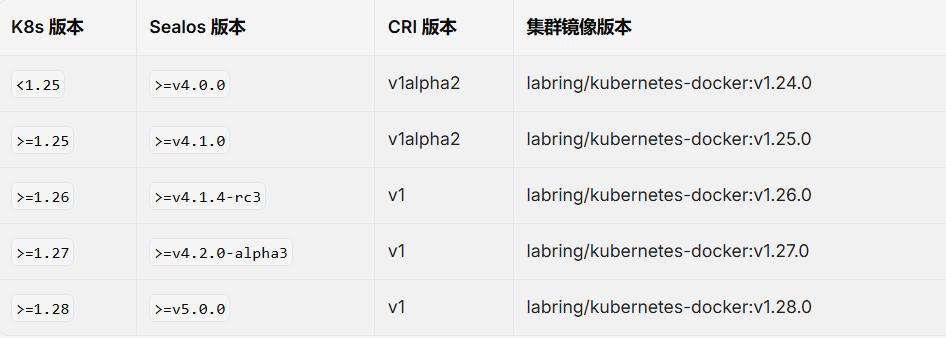 K8s 版本 Sealos 版本 CRI 版本 集群镜像版本
<1.25 >=v4.0.0 v1alpha2 labring/kubernetes-docker:v1.24.0
>=1.25 >=v4.1.0 v1alpha2 labring/kubernetes-docker:v1.25.0
>=1.26 >=v4.1.4-rc3 v1 labring/kubernetes-docker:v1.26.0
>=1.27 >=v4.2.0-alpha3 v1 labring/kubernetes-docker:v1.27.0
>=1.28 >=v5.0.0 v1 labring/kubernetes-docker:v1.28.0